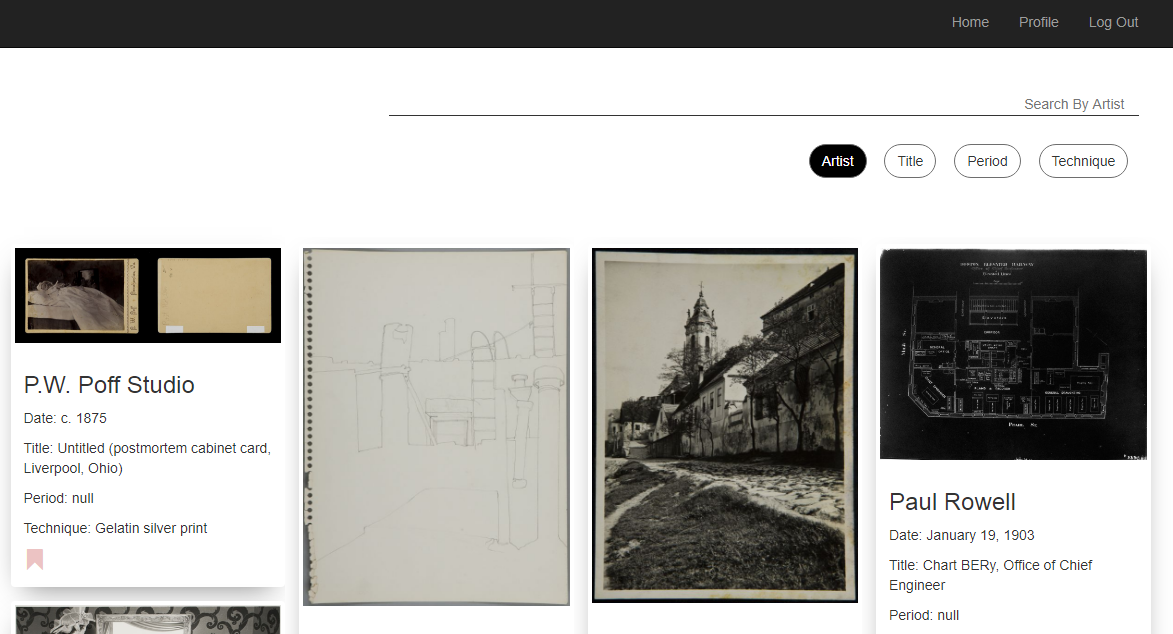 Home Profile Log Out
Search By Artist
Artist Title Period Technique
P.W. Poff Studio
Date: c. 1875
Title: Untitled (postmortem cabinet card,
Liverpool, Ohio)
Period: null
Technique: Gelatin silver print
Paul Rowell
Date: January 19, 1903
Title: Chart BERy, Office of Chief
Engineer
Period: null